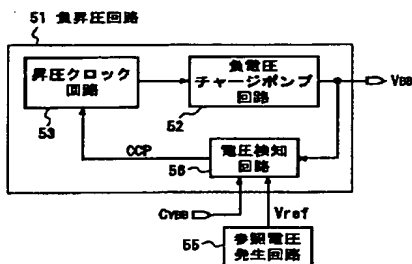 51 負昇圧回路
昇圧クロック
回路
53
負電圧
チャージポンプ
回路
52
VBB
CCP
電圧検知
回路
56
CVBB
Vref
55
参照電圧
発生回路